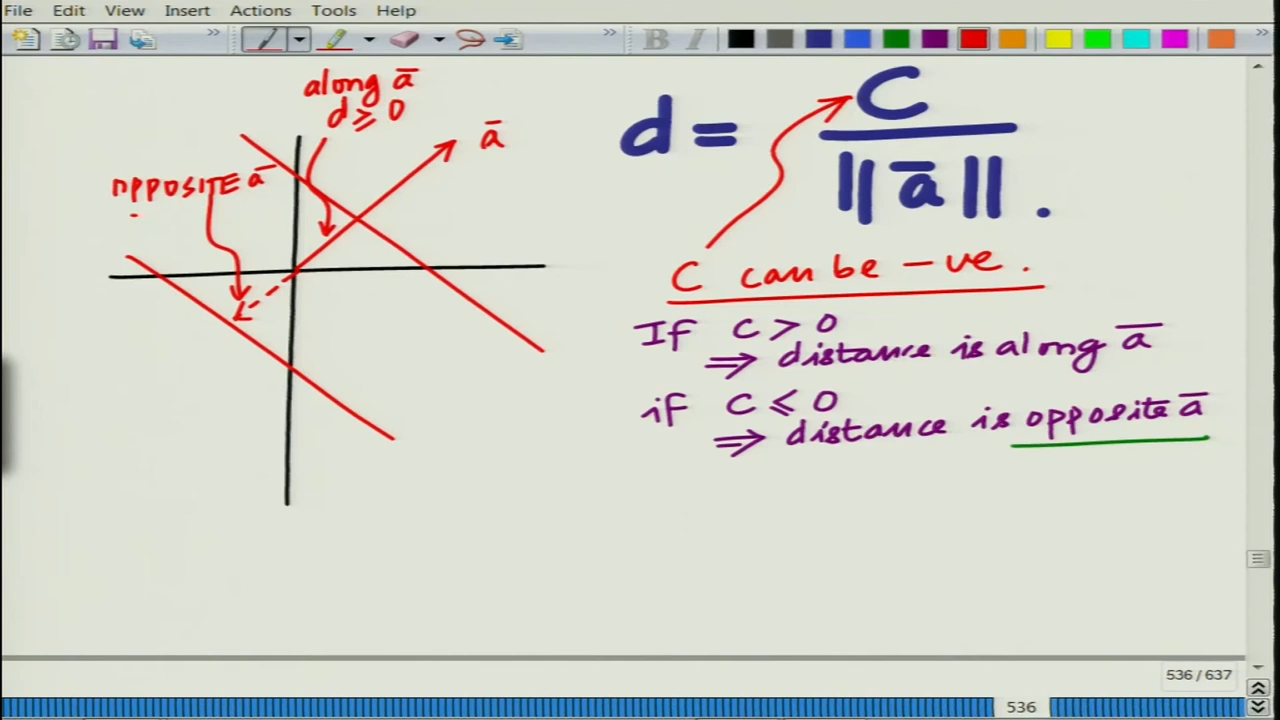 File Edit View Insert Actions Tools Help
B I
along a̅
d ≥ 0
a̅
OPPOSITE a̅
d = C / ||a̅|| .
C can be -ve .
If C > 0
⇒ distance is along a̅
if C ≤ 0
⇒ distance is opposite a̅
536 / 637
536